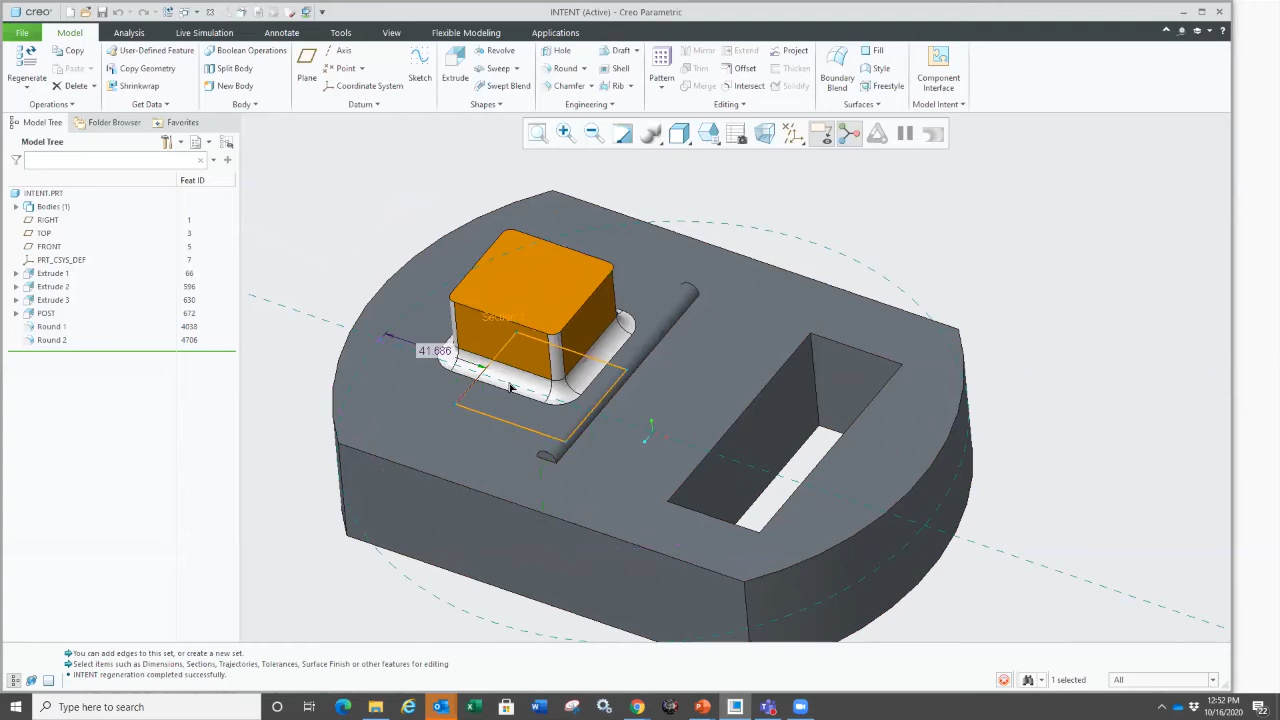 creo
INTENT (Active) - Creo Parametric
File Model Analysis Live Simulation Annotate Tools View Flexible Modeling Applications
Regenerate
Copy
Paste
Delete
Operations
User-Defined Feature
Copy Geometry
Shrinkwrap
Get Data
Boolean Operations
Split Body
New Body
Body
Plane
Axis
Point
Coordinate System
Sketch
Datum
Extrude
Revolve
Sweep
Swept Blend
Shapes
Hole
Round
Chamfer
Draft
Shell
Rib
Engineering
Pattern
Mirror
Trim
Merge
Extend
Offset
Intersect
Project
Thicken
Solidify
Editing
Boundary
Blend
Fill
Style
Freestyle
Surfaces
Component
Interface
Model Intent
Model Tree Folder Browser Favorites
Model Tree
Feat ID
INTENT.PRT
Bodies (1)
RIGHT 1
TOP 3
FRONT 5
PRT_CSYS_DEF 7
Extrude 1 66
Extrude 2 596
Extrude 3 630
POST 672
Round 1 4038
Round 2 4706
Section 1
41.686
You can add edges to this set, or create a new set.
Select items such as Dimensions, Sections, Trajectories, Tolerances, Surface Finish or other features for editing
• INTENT regeneration completed successfully.
1 selected
All
Type here to search
12:52 PM
10/16/2020
22